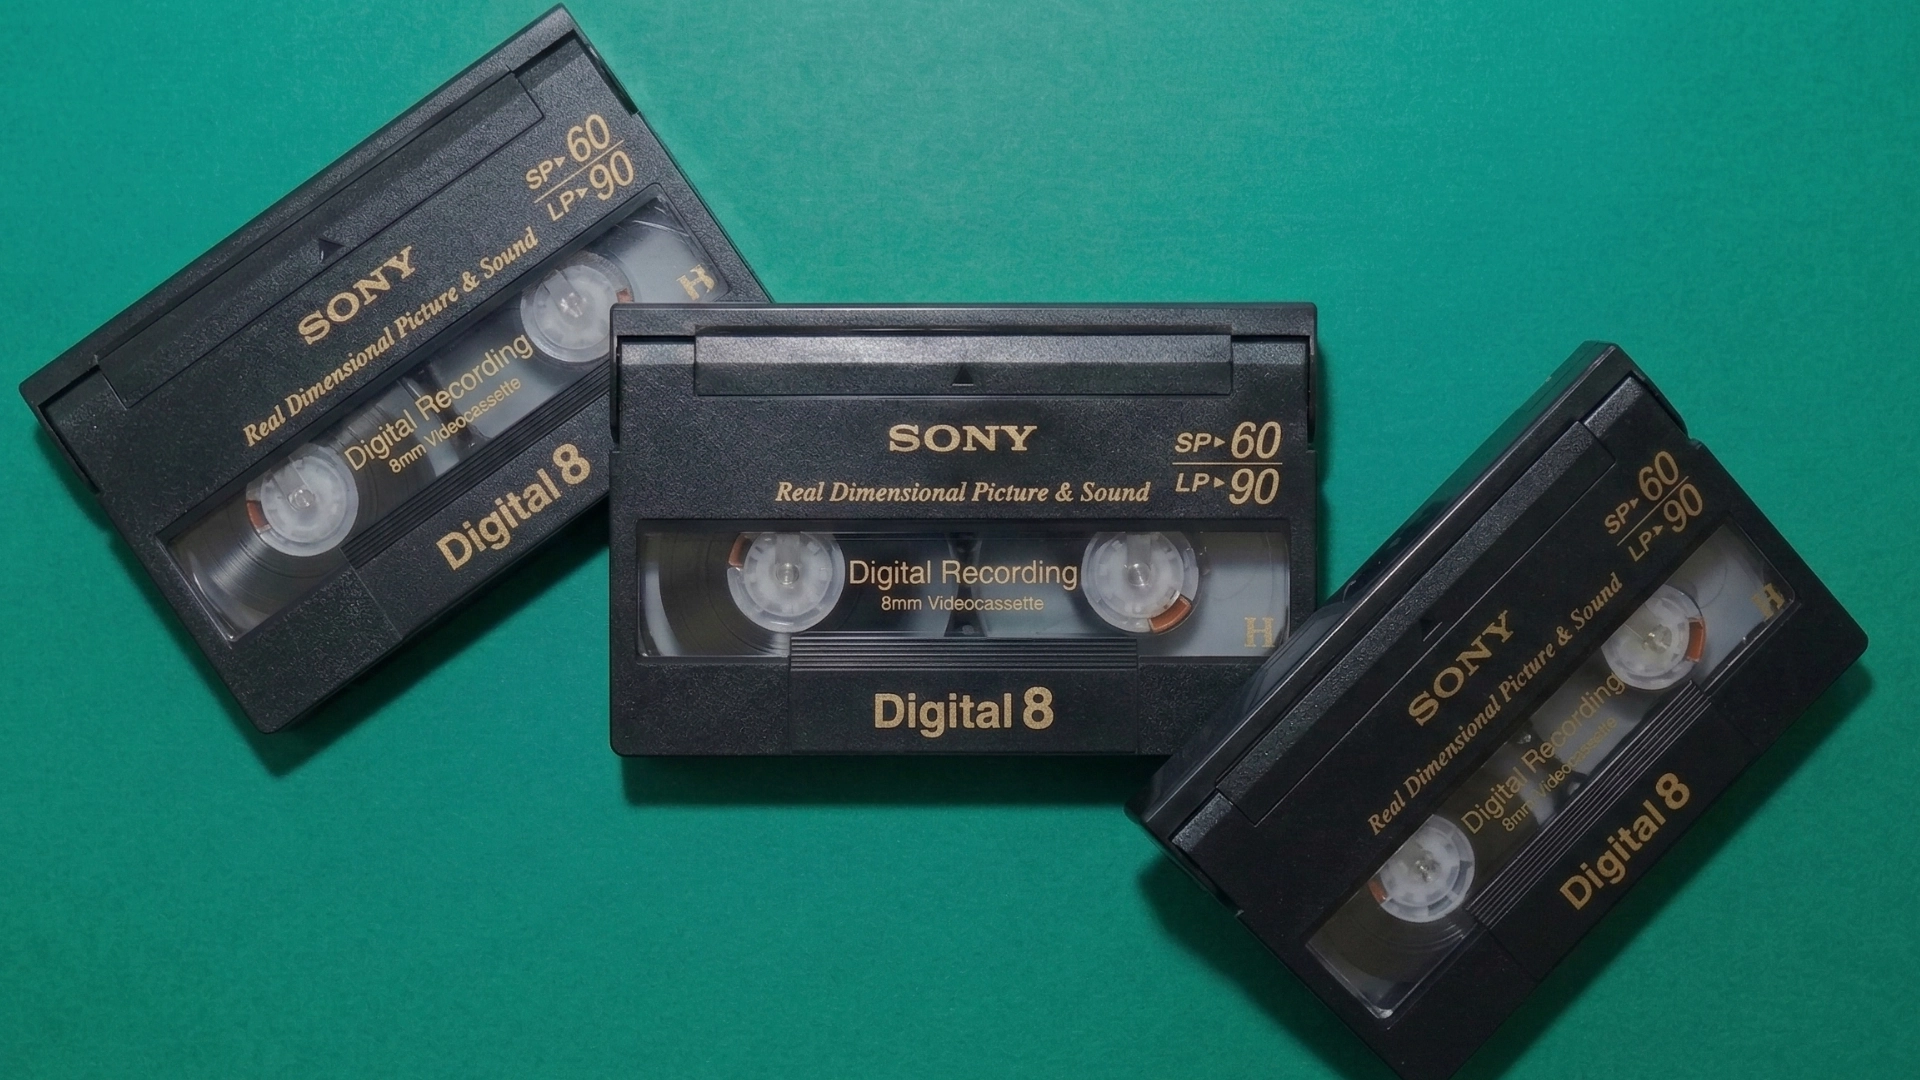 SP▸60
LP▸90
SONY
Real Dimensional Picture & Sound
Digital Recording
8mm Videocassette
H
Digital 8
SONY
SP▸60
LP▸90
Real Dimensional Picture & Sound
Digital Recording
8mm Videocassette
H
Digital 8
SP▸60
LP▸90
SONY
Real Dimensional Picture & Sound
Digital Recording
8mm Videocassette
H
Digital 8